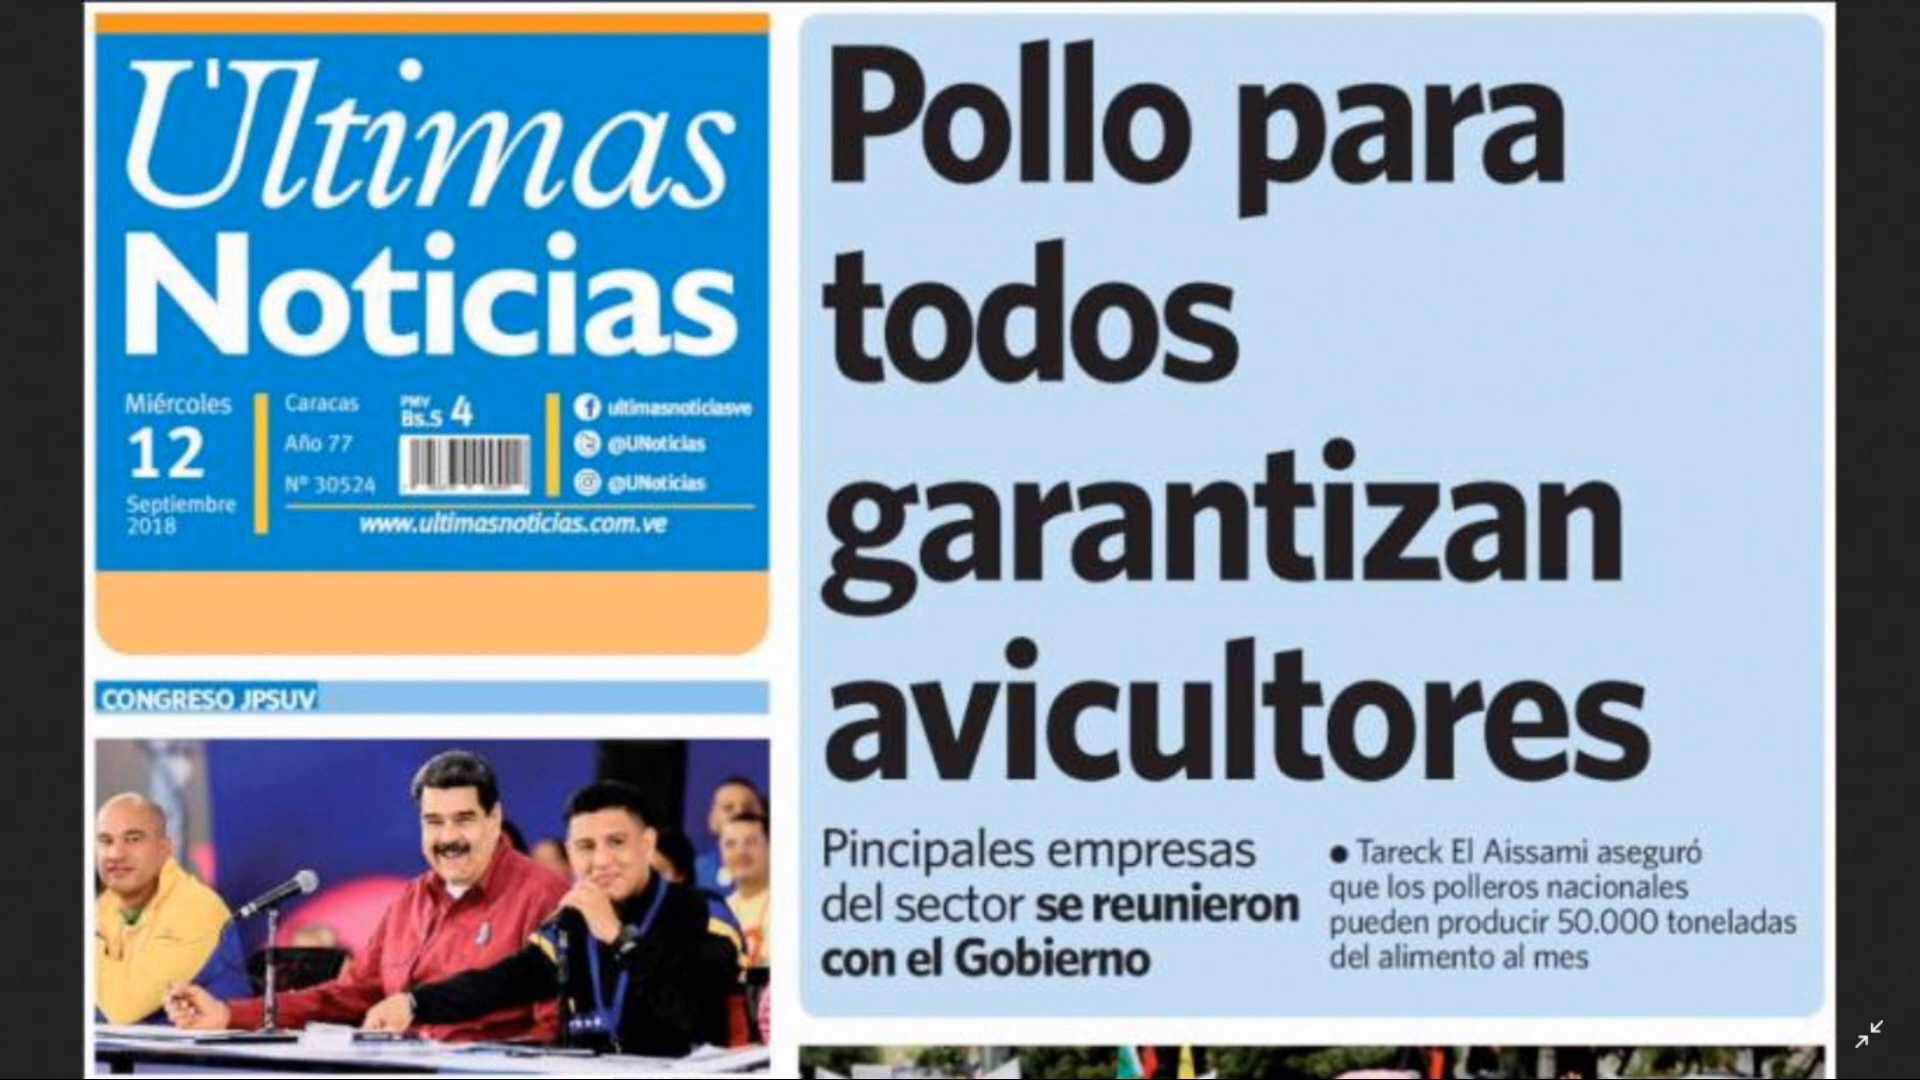 Últimas
Noticias
Miércoles
12
Septiembre
2018
Caracas
Año 77
Nº 30524
PMV
Bs.S 4
ultimasnoticiasve
@UNoticias
@UNoticias
www.ultimasnoticias.com.ve
CONGRESO JPSUV
Pollo para
todos
garantizan
avicultores
Pincipales empresas
del sector se reunieron
con el Gobierno
● Tareck El Aissami aseguró
que los polleros nacionales
pueden producir 50.000 toneladas
del alimento al mes